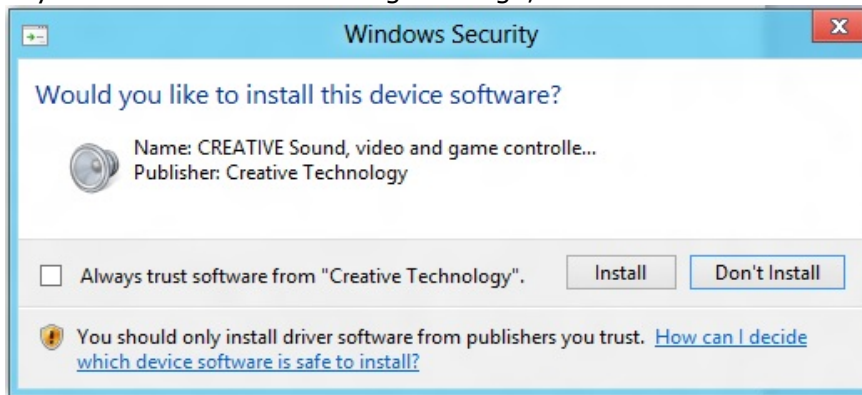 Windows Security
Would you like to install this device software?
Name: CREATIVE Sound, video and game controlle...
Publisher: Creative Technology
Always trust software from "Creative Technology".
Install
Don't Install
You should only install driver software from publishers you trust. How can I decide
which device software is safe to install?